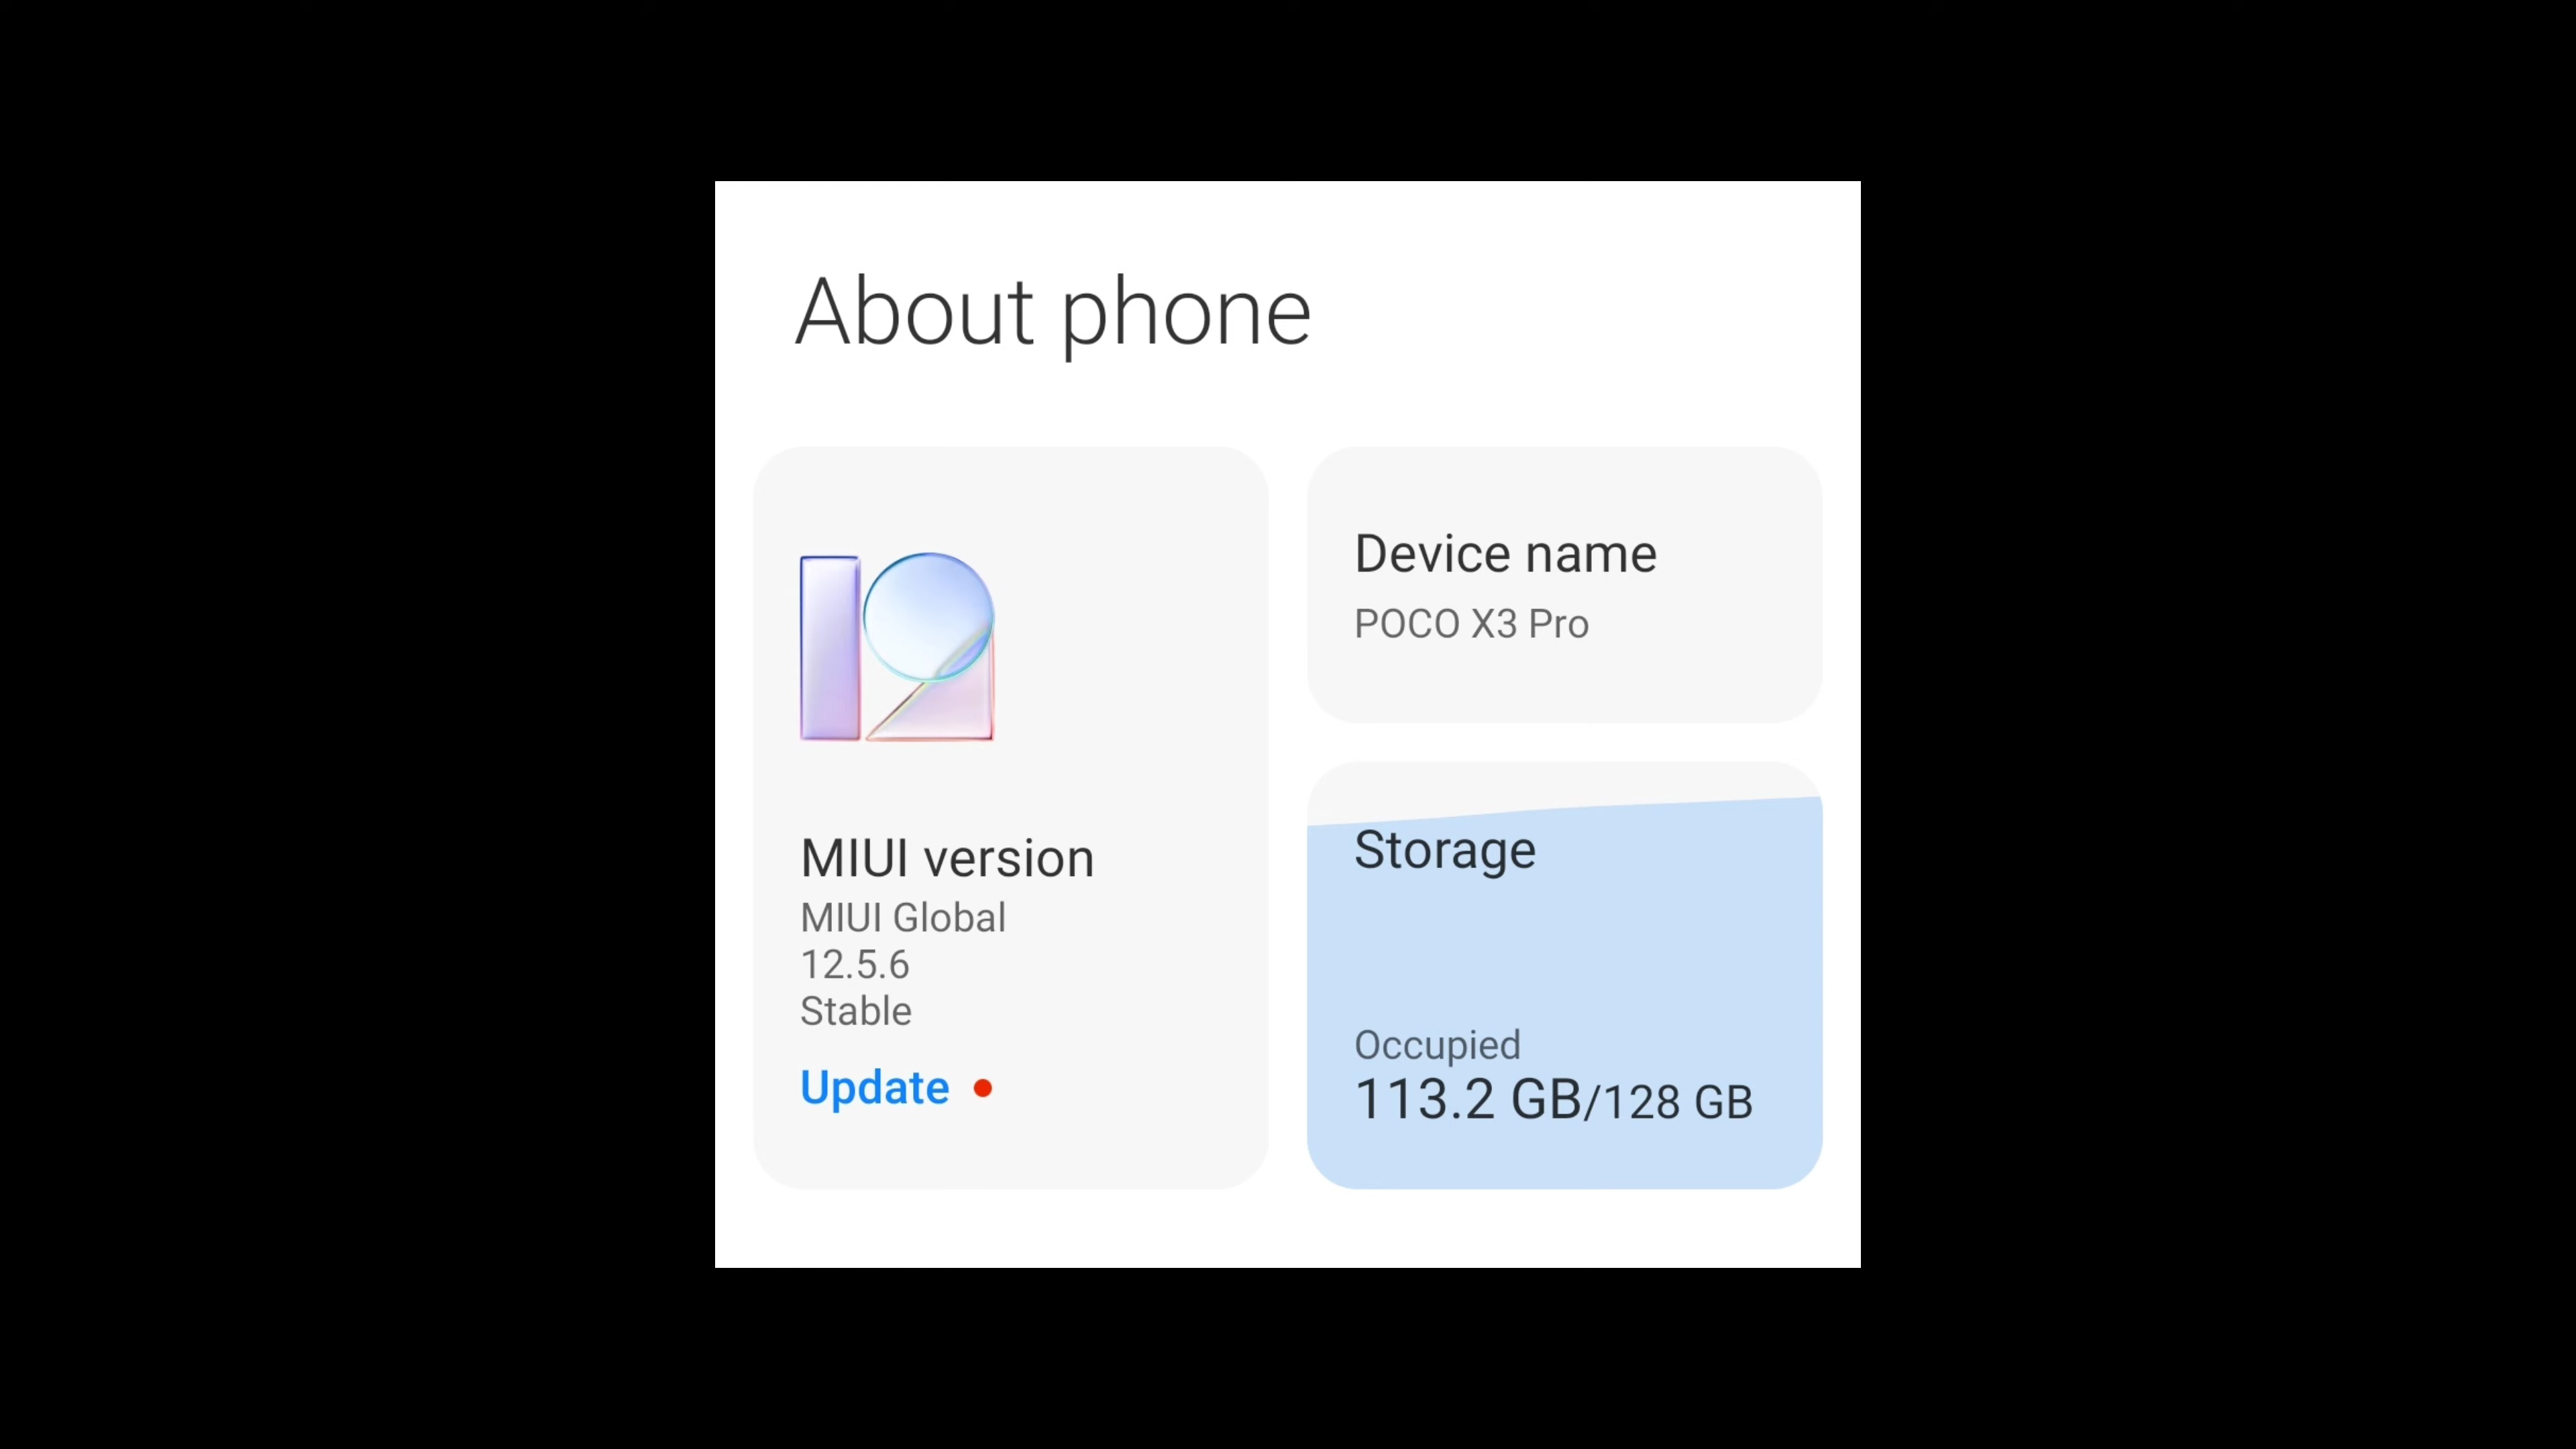 About phone
12
MIUI version
MIUI Global
12.5.6
Stable
Update
Device name
POCO X3 Pro
Storage
Occupied
113.2 GB/128 GB